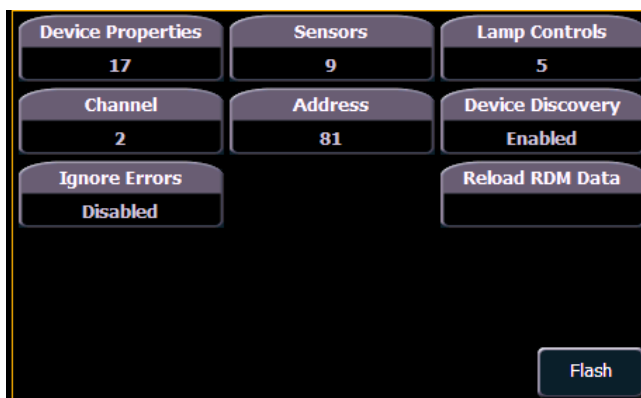 Device Properties
Sensors
Lamp Controls
17
9
5
Channel
Address
Device Discovery
2
81
Enabled
Ignore Errors
Reload RDM Data
Disabled
Flash